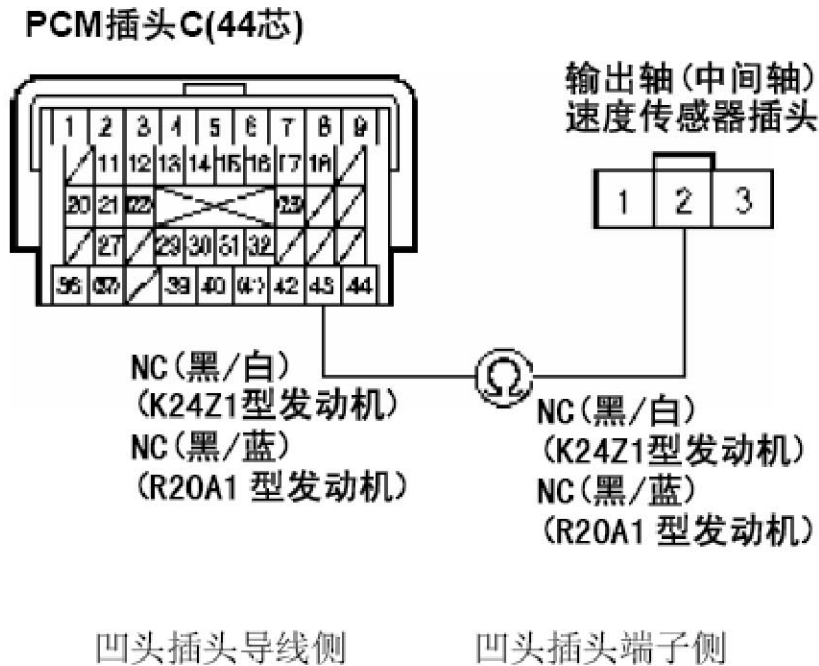 PCM插头C(44芯)
输出轴(中间轴)
速度传感器插头
1 2 3 4 5 6 7 8 9
11 12 13 14 15 16 17 18
20 21 22 23
27 29 30 31 32
36 37 39 40 41 42 43 44
1 2 3
Ω
NC(黑/白)
(K24Z1型发动机)
NC(黑/蓝)
(R20A1 型发动机)
NC(黑/白)
(K24Z1型发动机)
NC(黑/蓝)
(R20A1 型发动机)
凹头插头导线侧
凹头插头端子侧